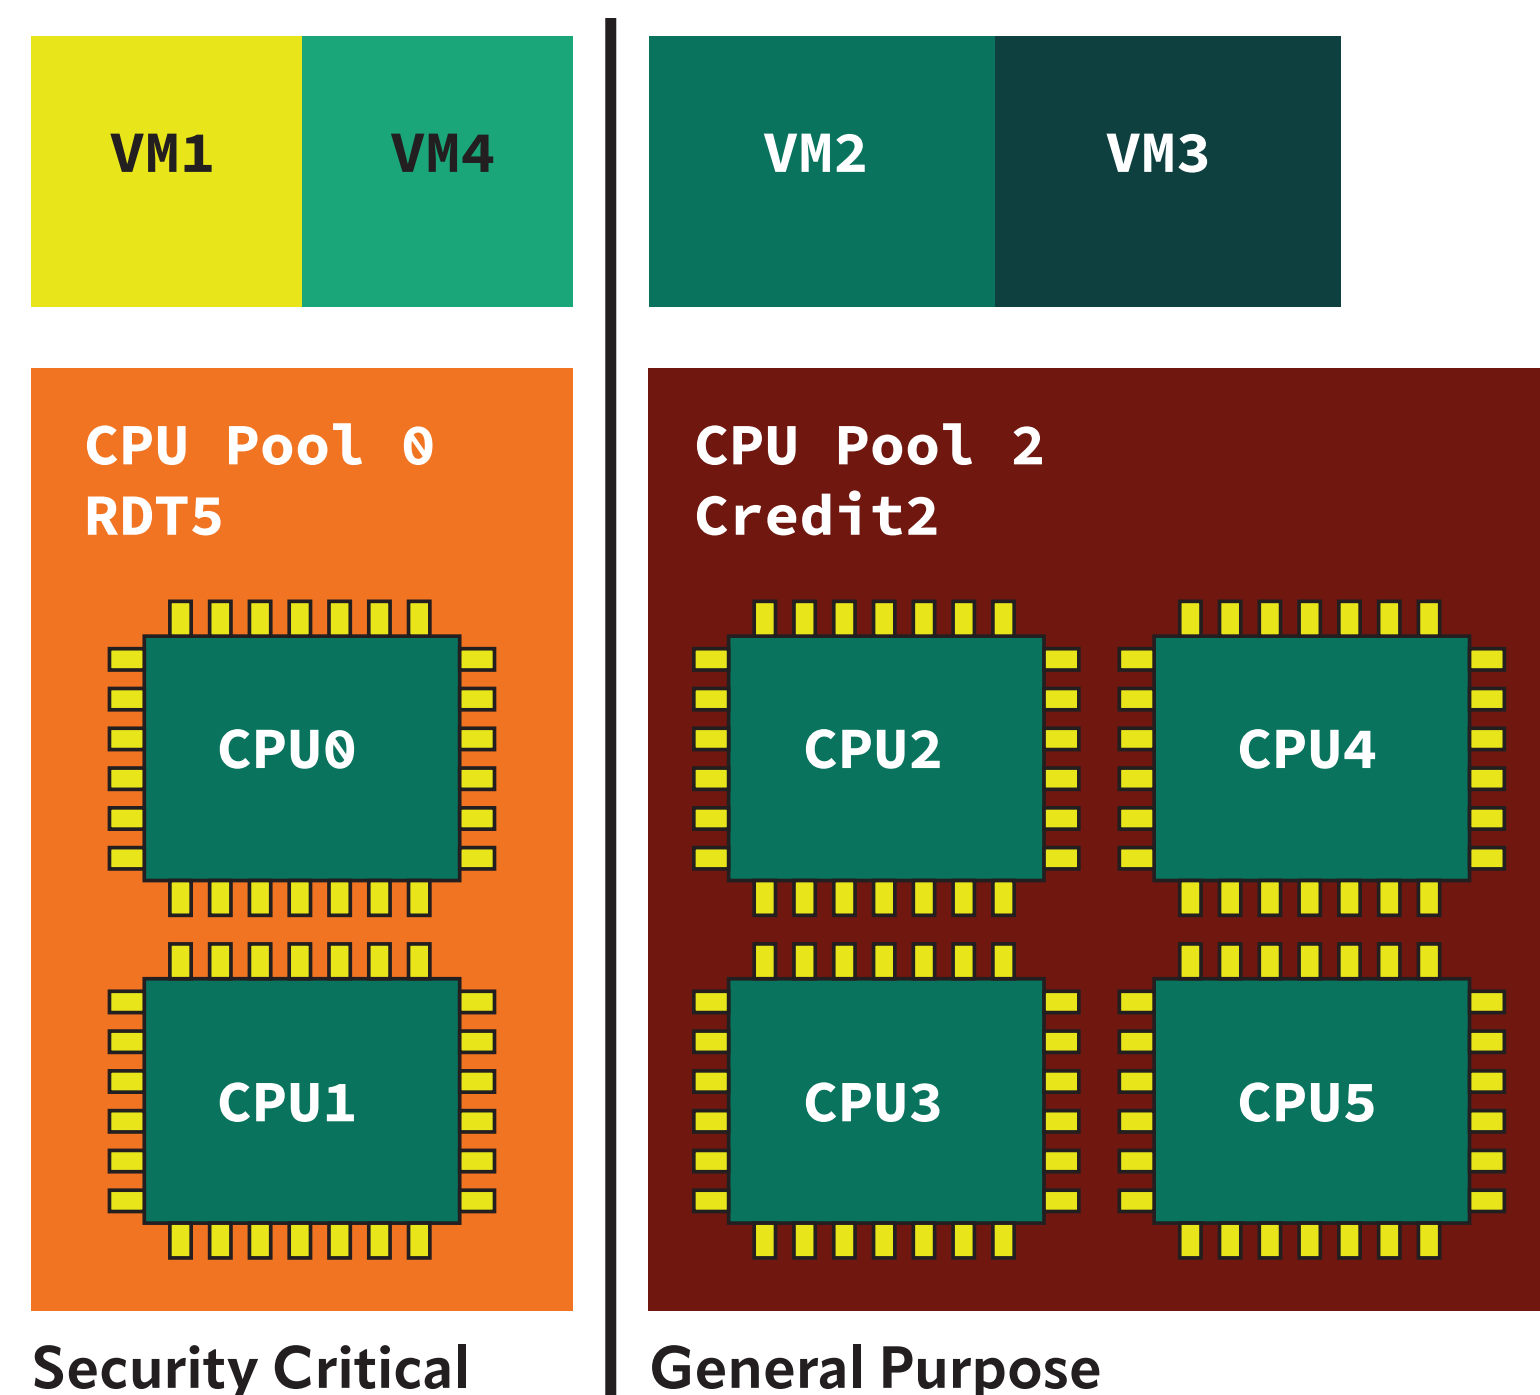 VM1
VM4
CPU Pool 0
RDT5
CPU0
CPU1
Security Critical
VM2
VM3
CPU Pool 2
Credit2
CPU2
CPU4
CPU3
CPU5
General Purpose